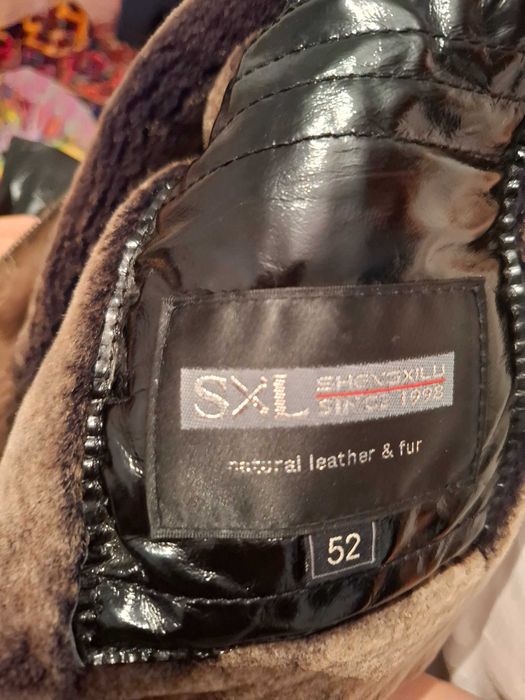 SXL
SHENGXILU
SINCE 1998
natural leather & fur
52